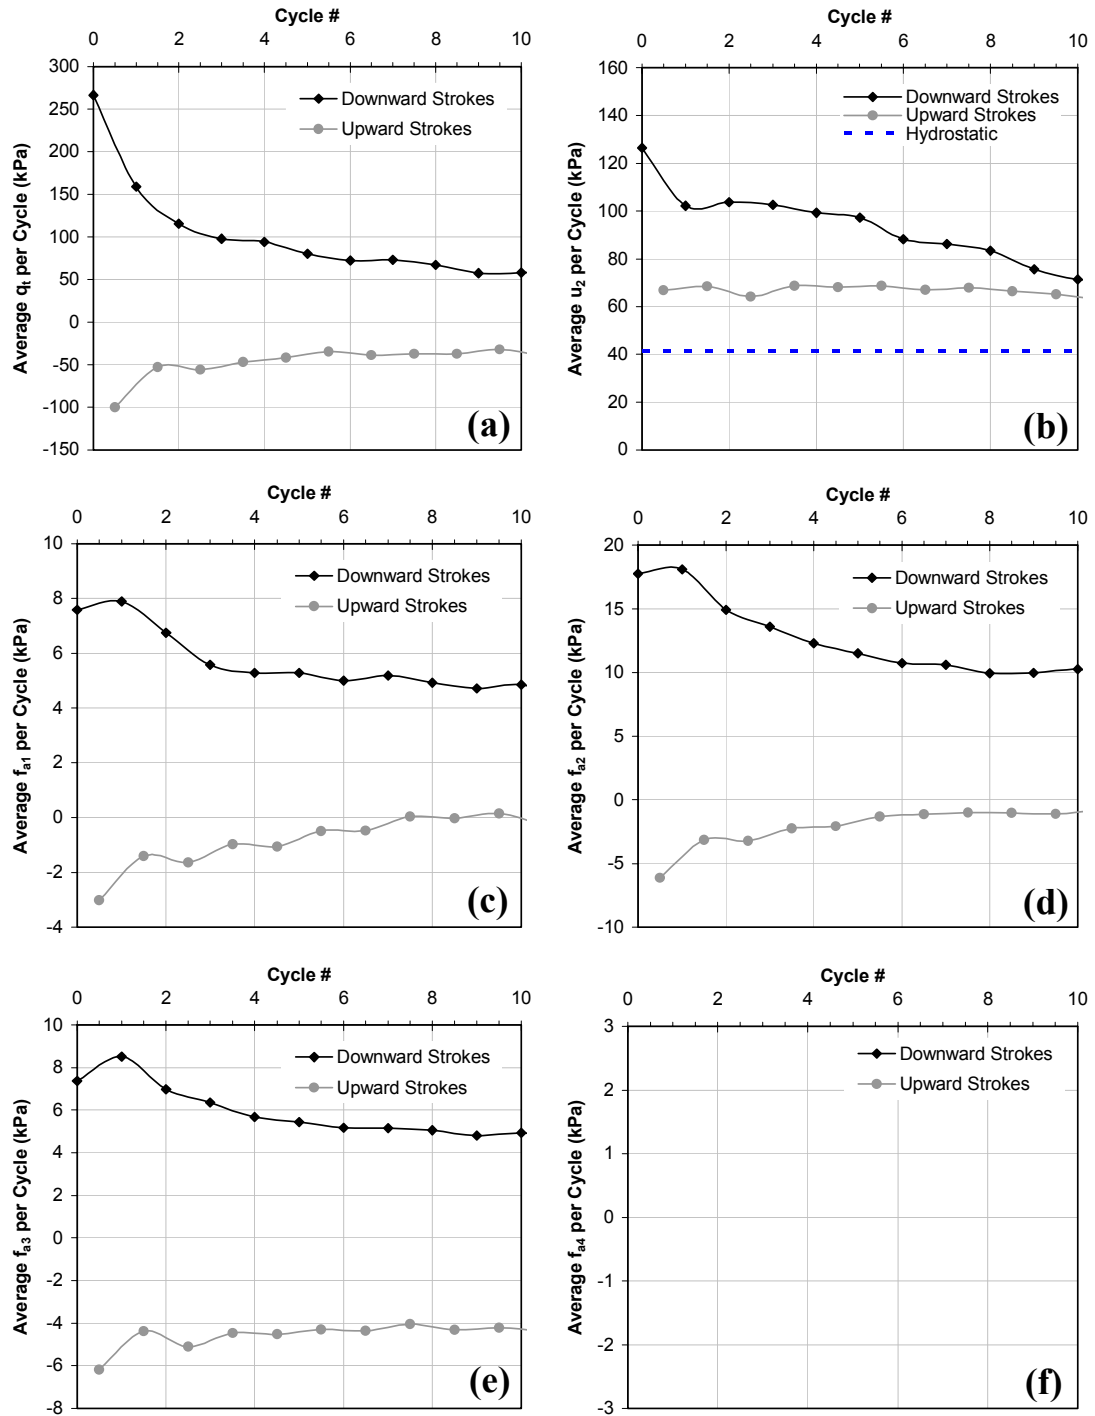 Cycle #
0 2 4 6 8 10
300
250
200
150
100
50
0
-50
-100
-150
Average qt per Cycle (kPa)
Downward Strokes
Upward Strokes
(a)
Cycle #
0 2 4 6 8 10
160
140
120
100
80
60
40
20
0
Average u2 per Cycle (kPa)
Downward Strokes
Upward Strokes
Hydrostatic
(b)
Cycle #
0 2 4 6 8 10
10
8
6
4
2
0
-2
-4
Average fa1 per Cycle (kPa)
Downward Strokes
Upward Strokes
(c)
Cycle #
0 2 4 6 8 10
20
15
10
5
0
-5
-10
Average fa2 per Cycle (kPa)
Downward Strokes
Upward Strokes
(d)
Cycle #
0 2 4 6 8 10
10
8
6
4
2
0
-2
-4
-6
-8
Average fa3 per Cycle (kPa)
Downward Strokes
Upward Strokes
(e)
Cycle #
0 2 4 6 8 10
3
2
1
0
-1
-2
-3
Average fa4 per Cycle (kPa)
Downward Strokes
Upward Strokes
(f)